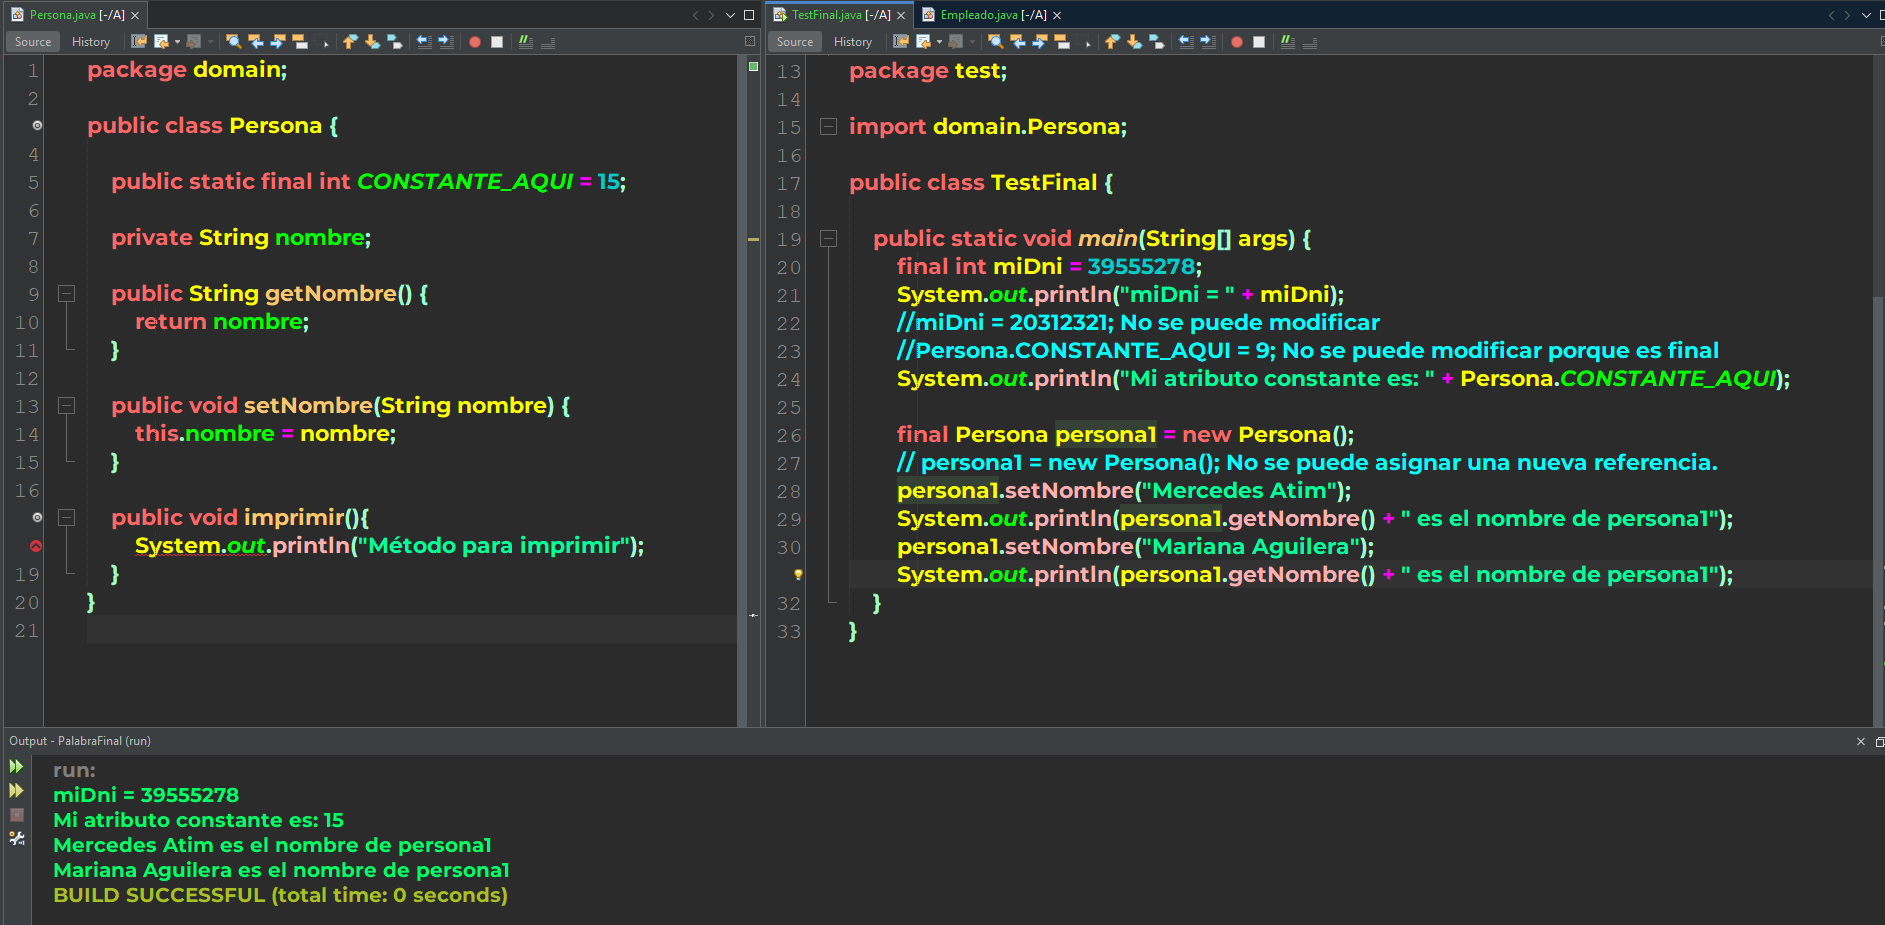 Persona.java [-/A]
Source History
1 package domain;
2
public class Persona {
4
5 public static final int CONSTANTE_AQUI = 15;
6
7 private String nombre;
8
9 public String getNombre() {
10 return nombre;
11 }
12
13 public void setNombre(String nombre) {
14 this.nombre = nombre;
15 }
16
public void imprimir(){
System.out.println("Método para imprimir");
19 }
20 }
21
TestFinal.java [-/A] Empleado.java [-/A]
Source History
13 package test;
14
15 import domain.Persona;
16
17 public class TestFinal {
18
19 public static void main(String[] args) {
20 final int miDni = 39555278;
21 System.out.println("miDni = " + miDni);
22 //miDni = 20312321; No se puede modificar
23 //Persona.CONSTANTE_AQUI = 9; No se puede modificar porque es final
24 System.out.println("Mi atributo constante es: " + Persona.CONSTANTE_AQUI);
25
26 final Persona persona1 = new Persona();
27 // persona1 = new Persona(); No se puede asignar una nueva referencia.
28 persona1.setNombre("Mercedes Atim");
29 System.out.println(persona1.getNombre() + " es el nombre de persona1");
30 persona1.setNombre("Mariana Aguilera");
System.out.println(persona1.getNombre() + " es el nombre de persona1");
32 }
33 }
Output - PalabraFinal (run)
run:
miDni = 39555278
Mi atributo constante es: 15
Mercedes Atim es el nombre de persona1
Mariana Aguilera es el nombre de persona1
BUILD SUCCESSFUL (total time: 0 seconds)